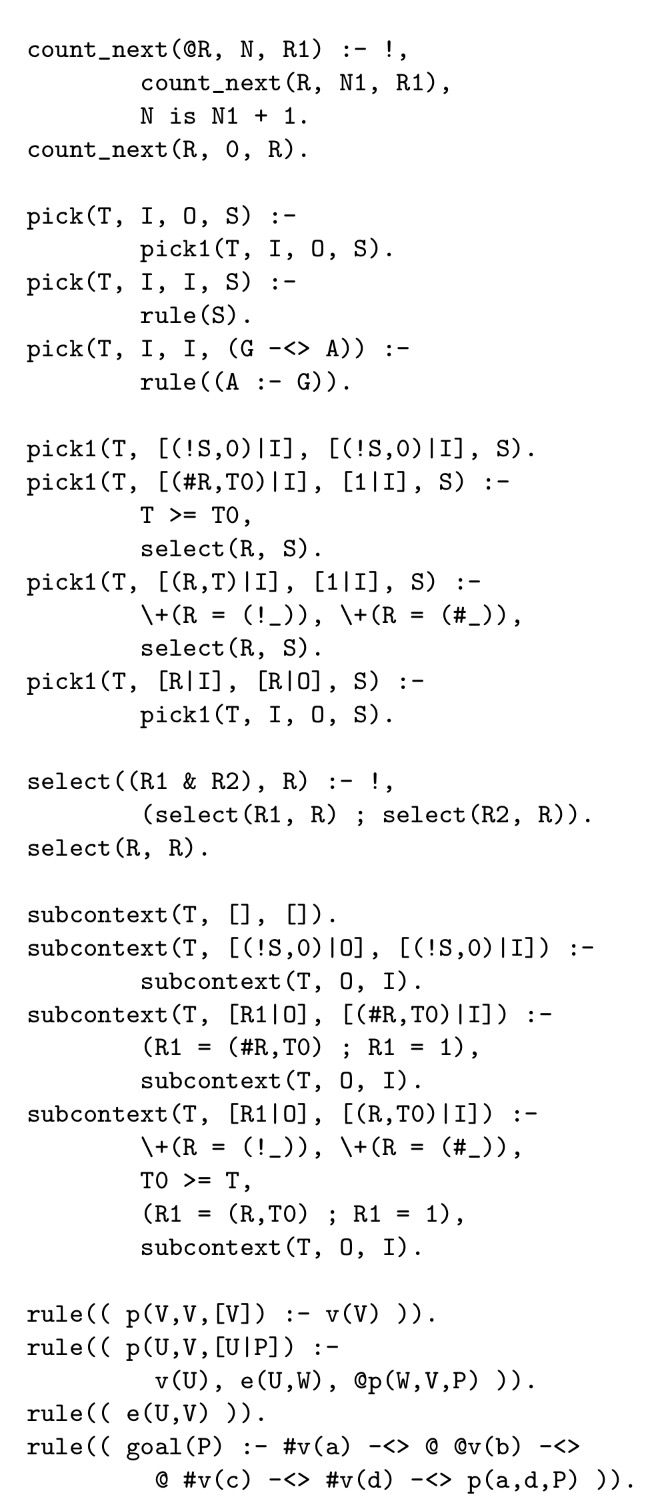 count_next(@R, N, R1) :- !,
        count_next(R, N1, R1),
        N is N1 + 1.
count_next(R, 0, R).

pick(T, I, O, S) :-
        pick1(T, I, O, S).
pick(T, I, I, S) :-
        rule(S).
pick(T, I, I, (G -<> A)) :-
        rule((A :- G)).

pick1(T, [(!S,0)|I], [(!S,0)|I], S).
pick1(T, [(#R,T0)|I], [1|I], S) :-
        T >= T0,
        select(R, S).
pick1(T, [(R,T)|I], [1|I], S) :-
        \+(R = (!_)), \+(R = (#_)),
        select(R, S).
pick1(T, [R|I], [R|O], S) :-
        pick1(T, I, O, S).

select((R1 & R2), R) :- !,
        (select(R1, R) ; select(R2, R)).
select(R, R).

subcontext(T, [], []).
subcontext(T, [(!S,0)|O], [(!S,0)|I]) :-
        subcontext(T, O, I).
subcontext(T, [R1|O], [(#R,T0)|I]) :-
        (R1 = (#R,T0) ; R1 = 1),
        subcontext(T, O, I).
subcontext(T, [R1|O], [(R,T0)|I]) :-
        \+(R = (!_)), \+(R = (#_)),
        T0 >= T,
        (R1 = (R,T0) ; R1 = 1),
        subcontext(T, O, I).

rule(( p(V,V,[V]) :- v(V) )).
rule(( p(U,V,[U|P]) :-
         v(U), e(U,W), @p(W,V,P) )).
rule(( e(U,V) )).
rule(( goal(P) :- #v(a) -<> @ @v(b) -<>
         @ #v(c) -<> #v(d) -<> p(a,d,P) )).